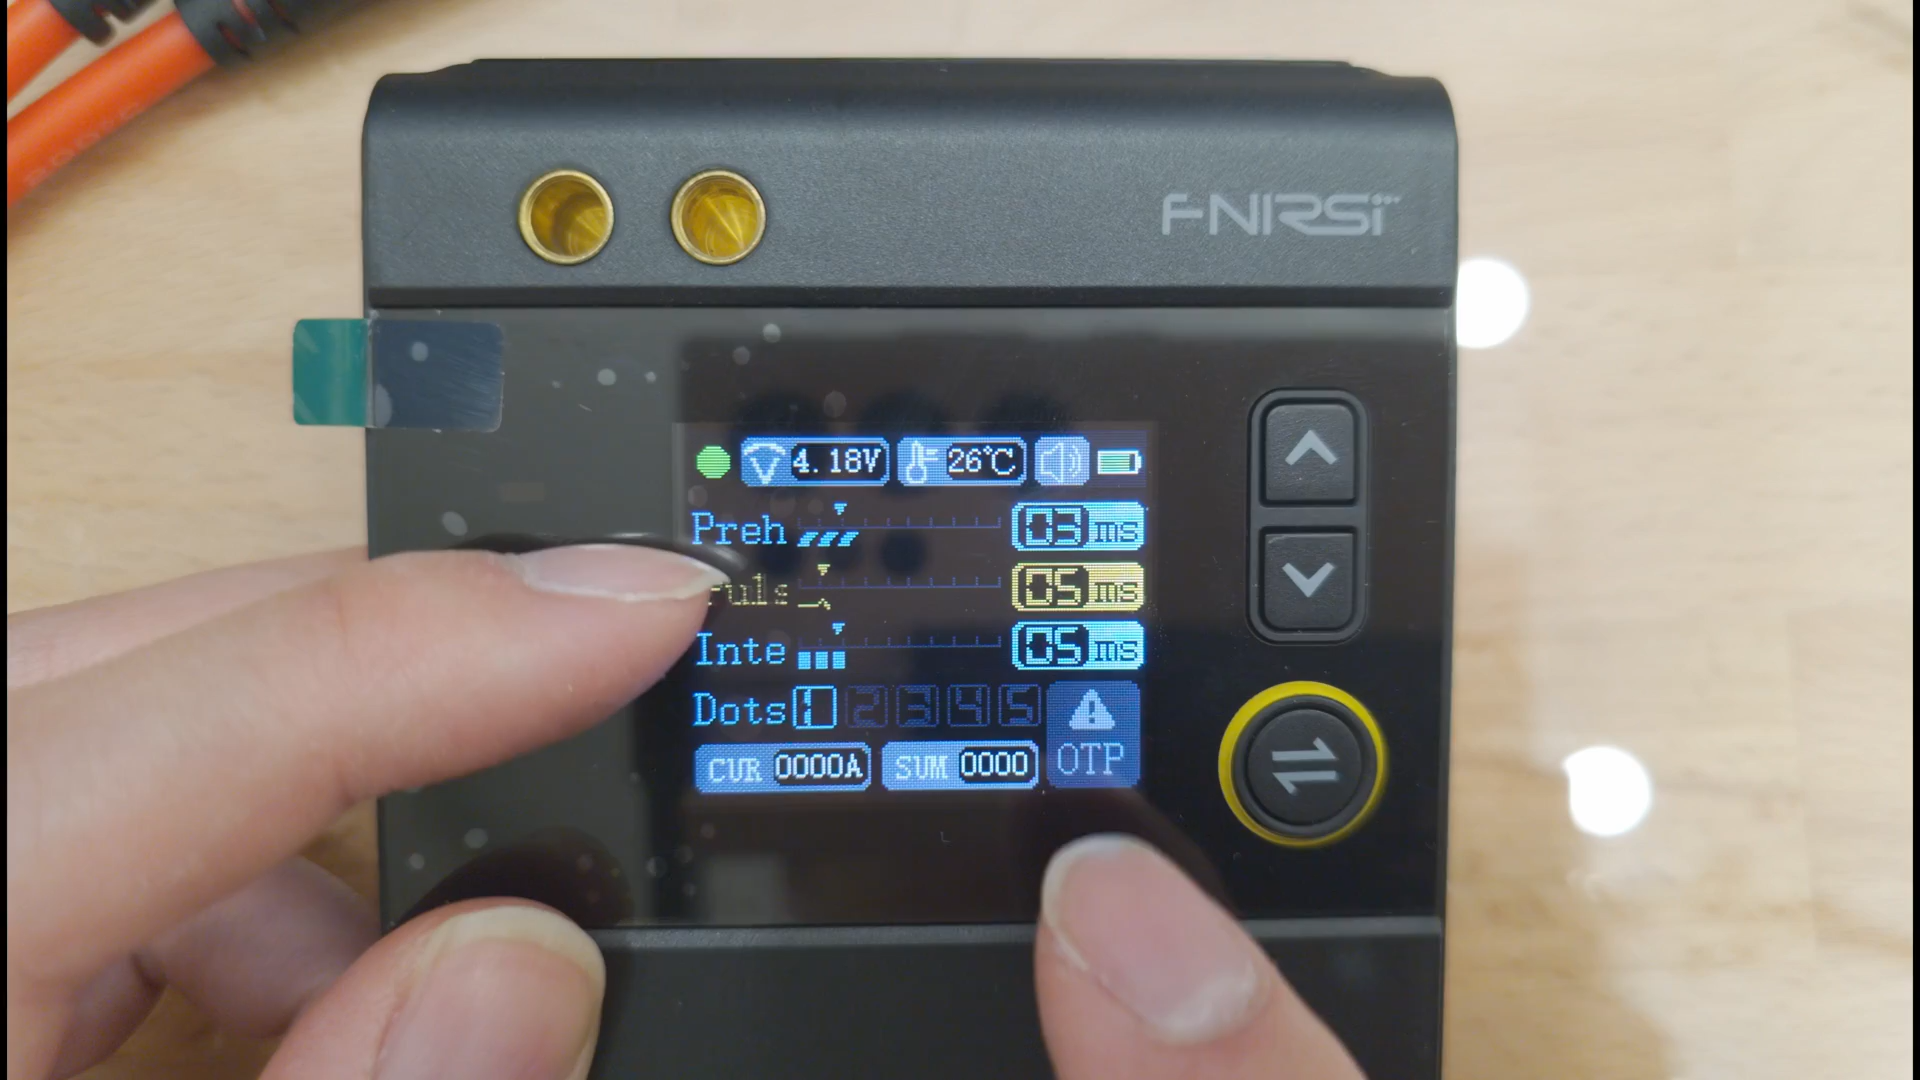 FNIRSI
4.18V 26℃
Preh 03ms
Puls 05ms
Inte 05ms
Dots 1 2 3 4 5
CUR 0000A SUM 0000 OTP